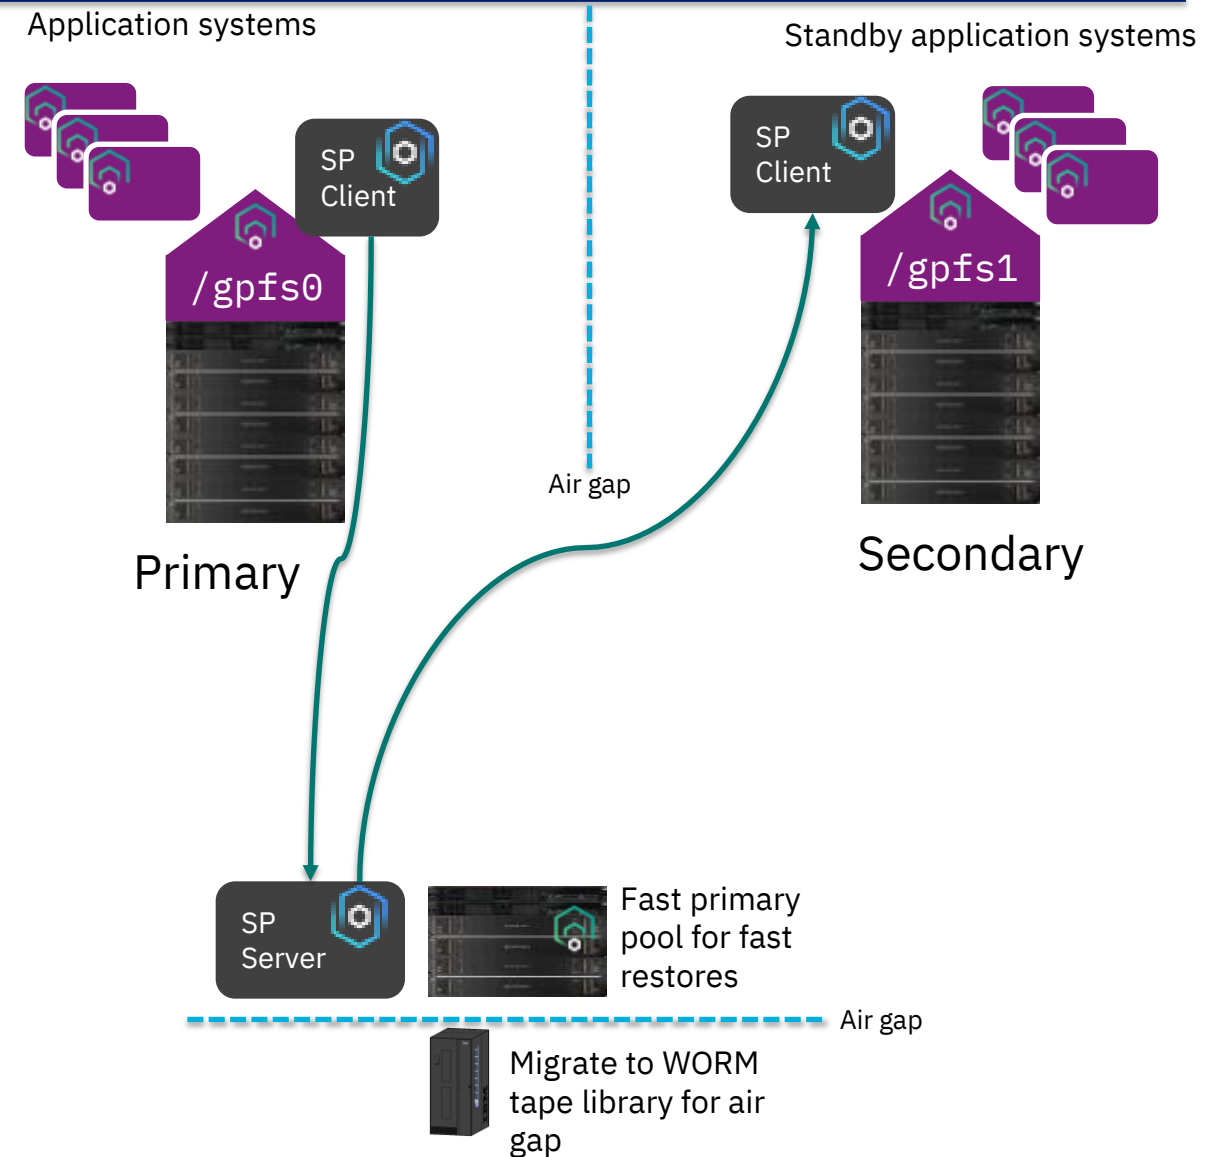 Application systems
Standby application systems
SP
Client
SP
Client
/gpfs0
/gpfs1
Air gap
Primary
Secondary
SP
Server
Fast primary
pool for fast
restores
Air gap
Migrate to WORM
tape library for air
gap